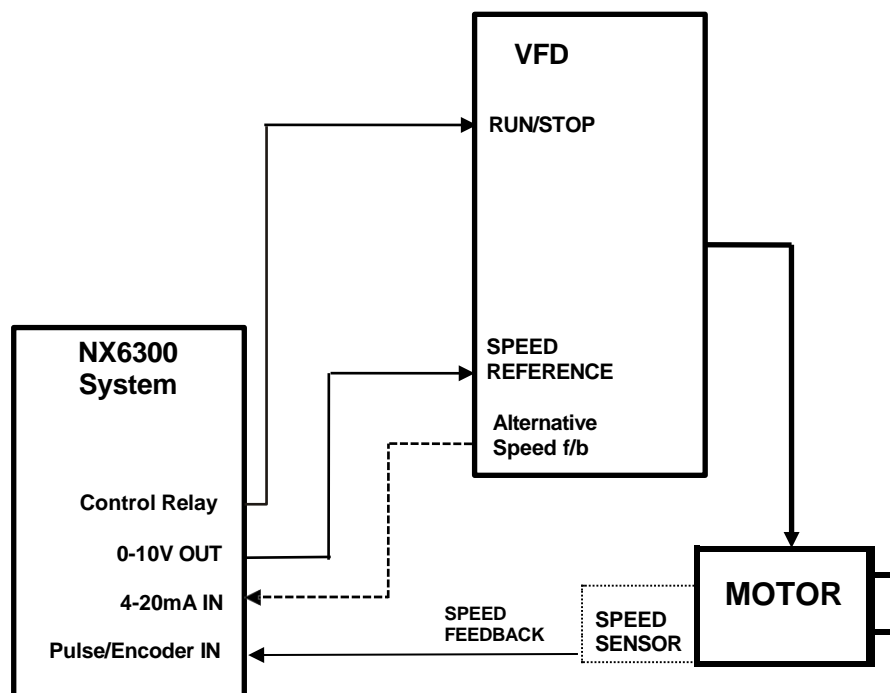 VFD
RUN/STOP
SPEED
REFERENCE
Alternative
Speed f/b
NX6300
System
Control Relay
0-10V OUT
4-20mA IN
Pulse/Encoder IN
SPEED
FEEDBACK
SPEED
SENSOR
MOTOR